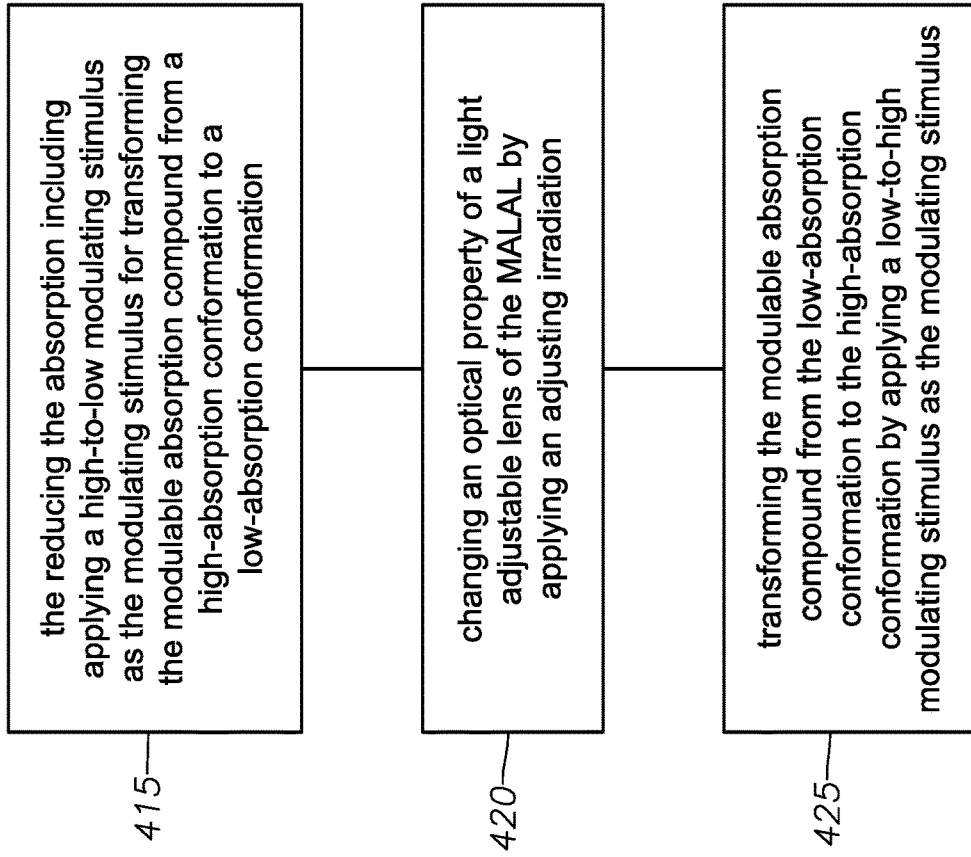 the reducing the absorption including
applying a high-to-low modulating stimulus
as the modulating stimulus for transforming
the modulable absorption compound from a
high-absorption conformation to a
low-absorption conformation
415
changing an optical property of a light
adjustable lens of the MALAL by
applying an adjusting irradiation
420
transforming the modulable absorption
compound from the low-absorption
conformation to the high-absorption
conformation by applying a low-to-high
modulating stimulus as the modulating stimulus
425